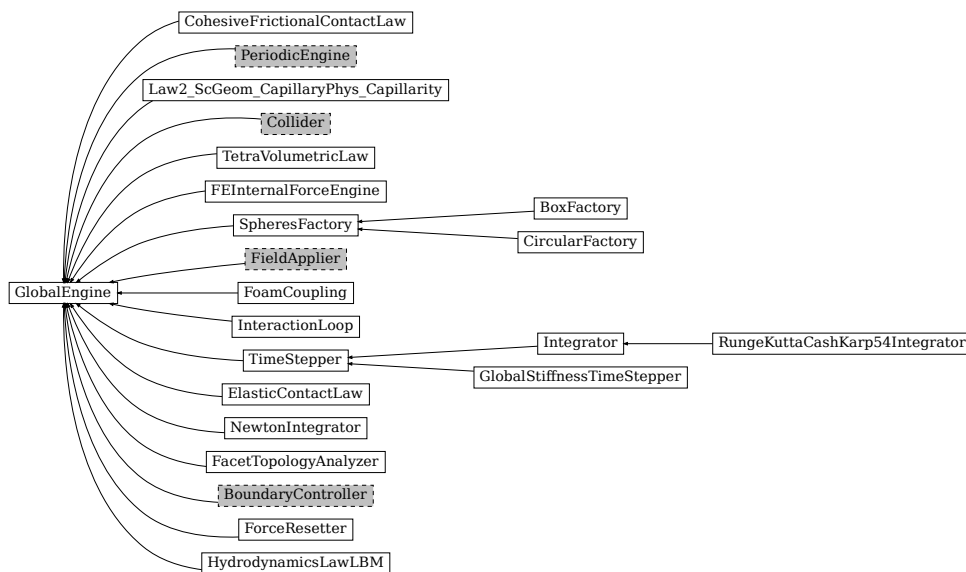 CohesiveFrictionalContactLaw
PeriodicEngine
Law2_ScGeom_CapillaryPhys_Capillarity
Collider
TetraVolumetricLaw
FEInternalForceEngine
SpheresFactory
BoxFactory
CircularFactory
FieldApplier
GlobalEngine
FoamCoupling
InteractionLoop
TimeStepper
Integrator
RungeKuttaCashKarp54Integrator
GlobalStiffnessTimeStepper
ElasticContactLaw
NewtonIntegrator
FacetTopologyAnalyzer
BoundaryController
ForceResetter
HydrodynamicsLawLBM